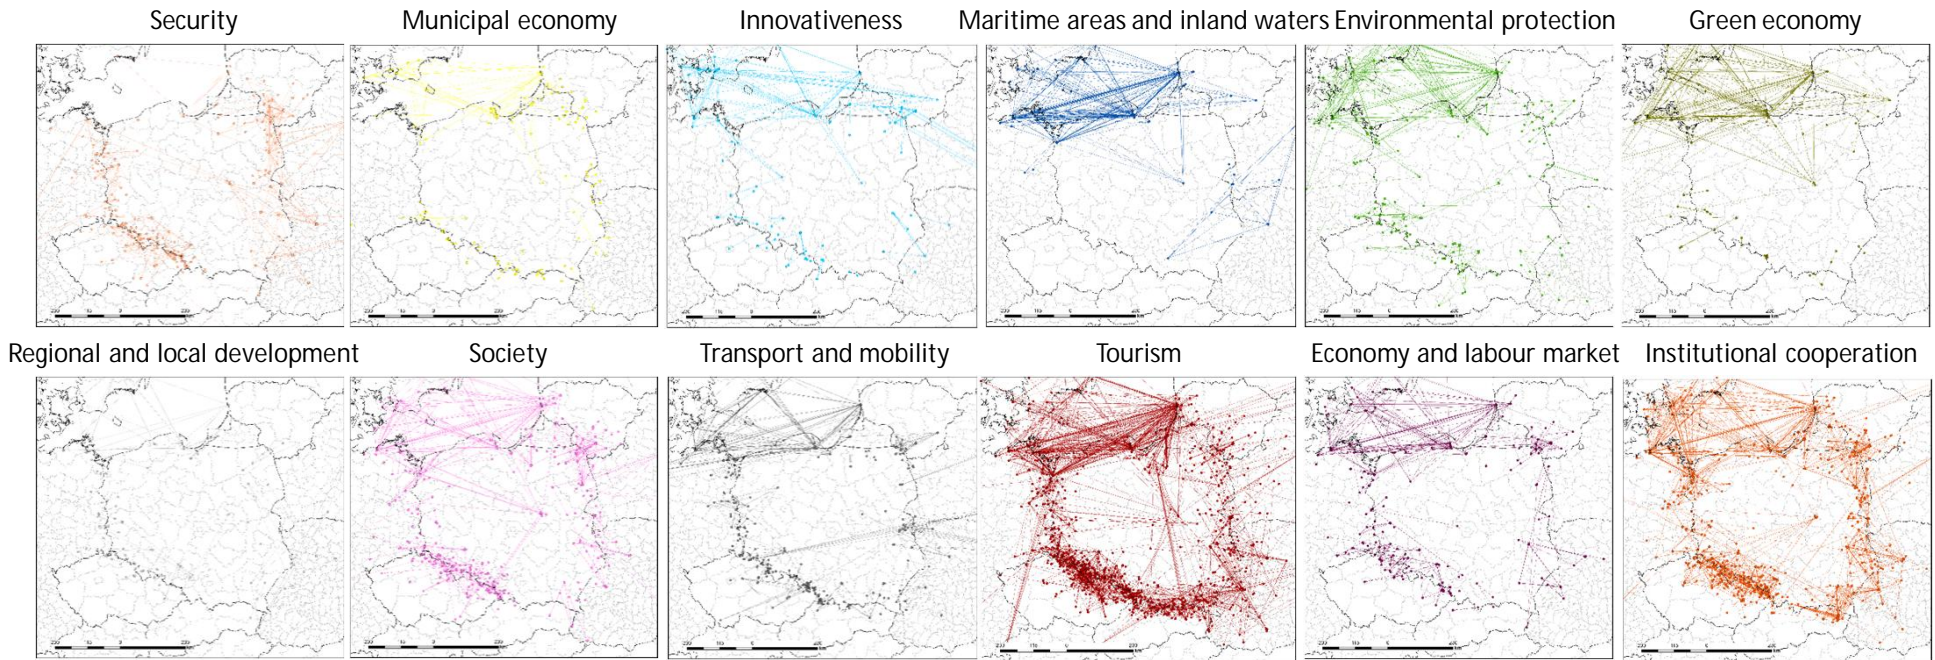 Security Municipal economy Innovativeness Maritime areas and inland waters Environmental protection Green economy
Regional and local development Society Transport and mobility Tourism Economy and labour market Institutional cooperation